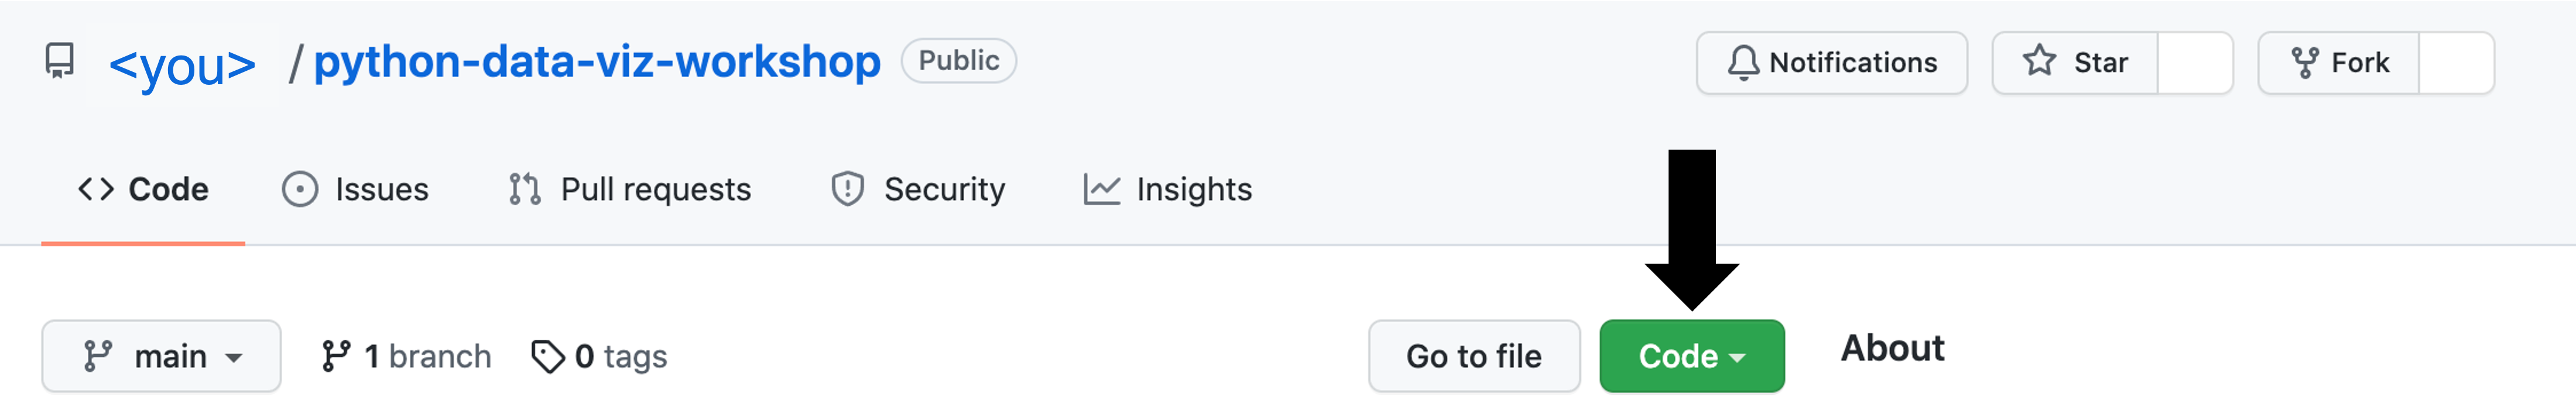 <you> / python-data-viz-workshop Public Notifications Star Fork
Code Issues Pull requests Security Insights
main 1 branch 0 tags Go to file Code About